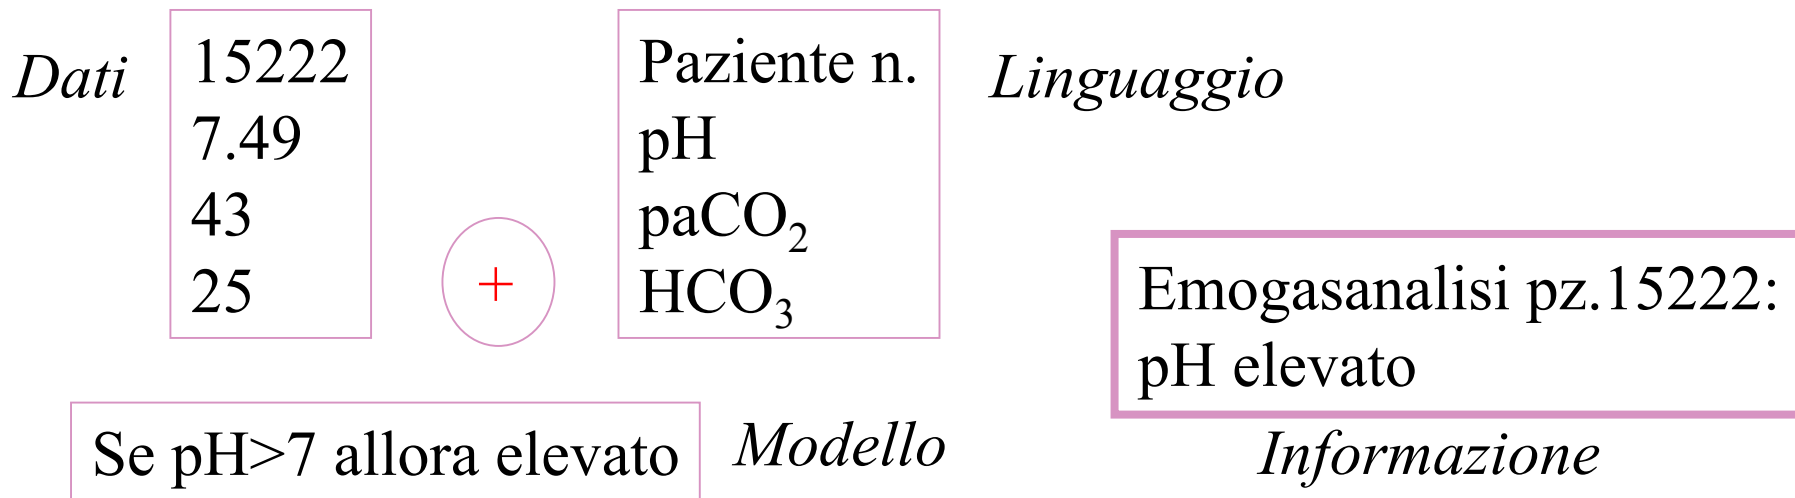 Dati
15222
7.49
43
25
+
Paziente n.
pH
paCO₂
HCO₃
Linguaggio
Se pH>7 allora elevato
Modello
Emogasanalisi pz.15222:
pH elevato
Informazione